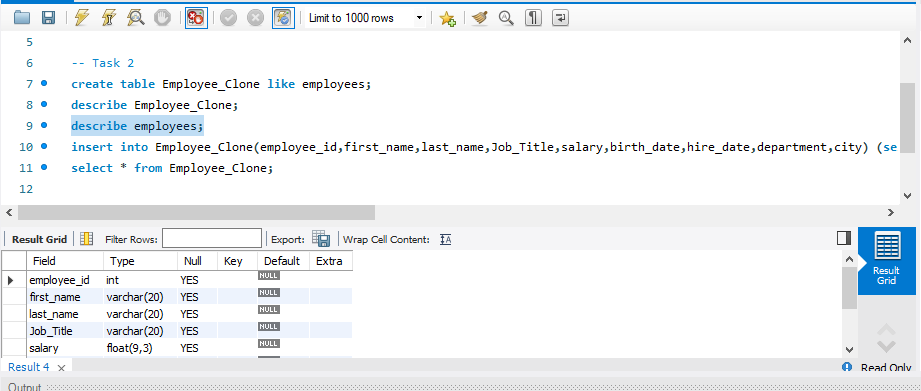 Limit to 1000 rows
5
6 -- Task 2
7 create table Employee_Clone like employees;
8 describe Employee_Clone;
9 describe employees;
10 insert into Employee_Clone(employee_id,first_name,last_name,Job_Title,salary,birth_date,hire_date,department,city) (se
11 select * from Employee_Clone;
12
Result Grid Filter Rows: Export: Wrap Cell Content: IA
Field Type Null Key Default Extra
employee_id int YES NULL
first_name varchar(20) YES NULL
last_name varchar(20) YES NULL
Job_Title varchar(20) YES NULL
salary float(9,3) YES
Result
Grid
Result 4 x
Read Only
Output